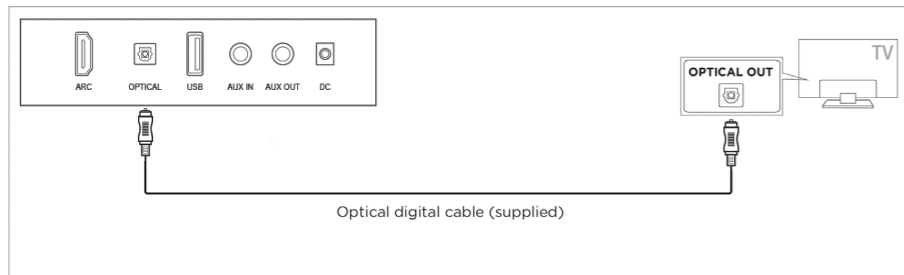 TV
OPTICAL OUT
ARC OPTICAL USB AUX IN AUX OUT DC
Optical digital cable (supplied)